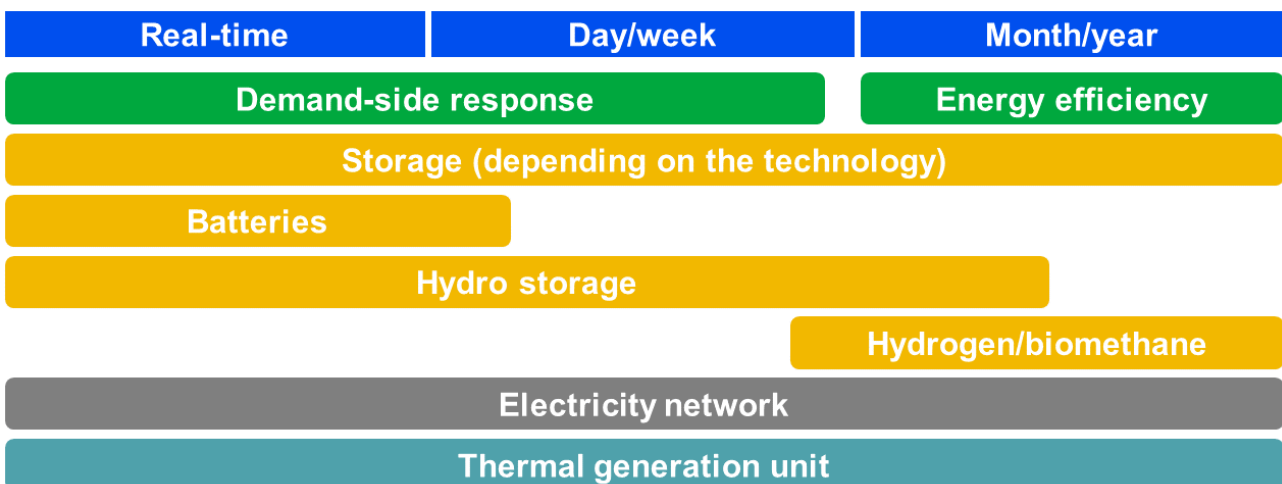 Real-time
Day/week
Month/year
Demand-side response
Energy efficiency
Storage (depending on the technology)
Batteries
Hydro storage
Hydrogen/biomethane
Electricity network
Thermal generation unit